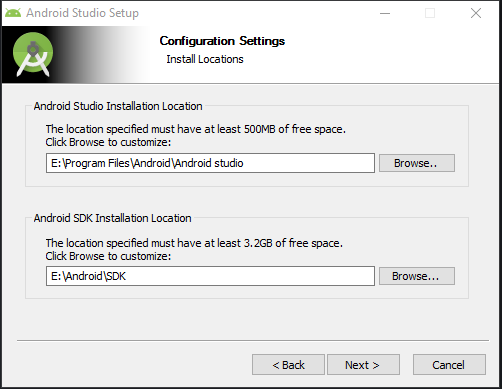 Android Studio Setup
Configuration Settings
Install Locations
Android Studio Installation Location
The location specified must have at least 500MB of free space.
Click Browse to customize:
E:\Program Files\Android\Android studio
Browse..
Android SDK Installation Location
The location specified must have at least 3.2GB of free space.
Click Browse to customize:
E:\Android\SDK
Browse...
< Back
Next >
Cancel